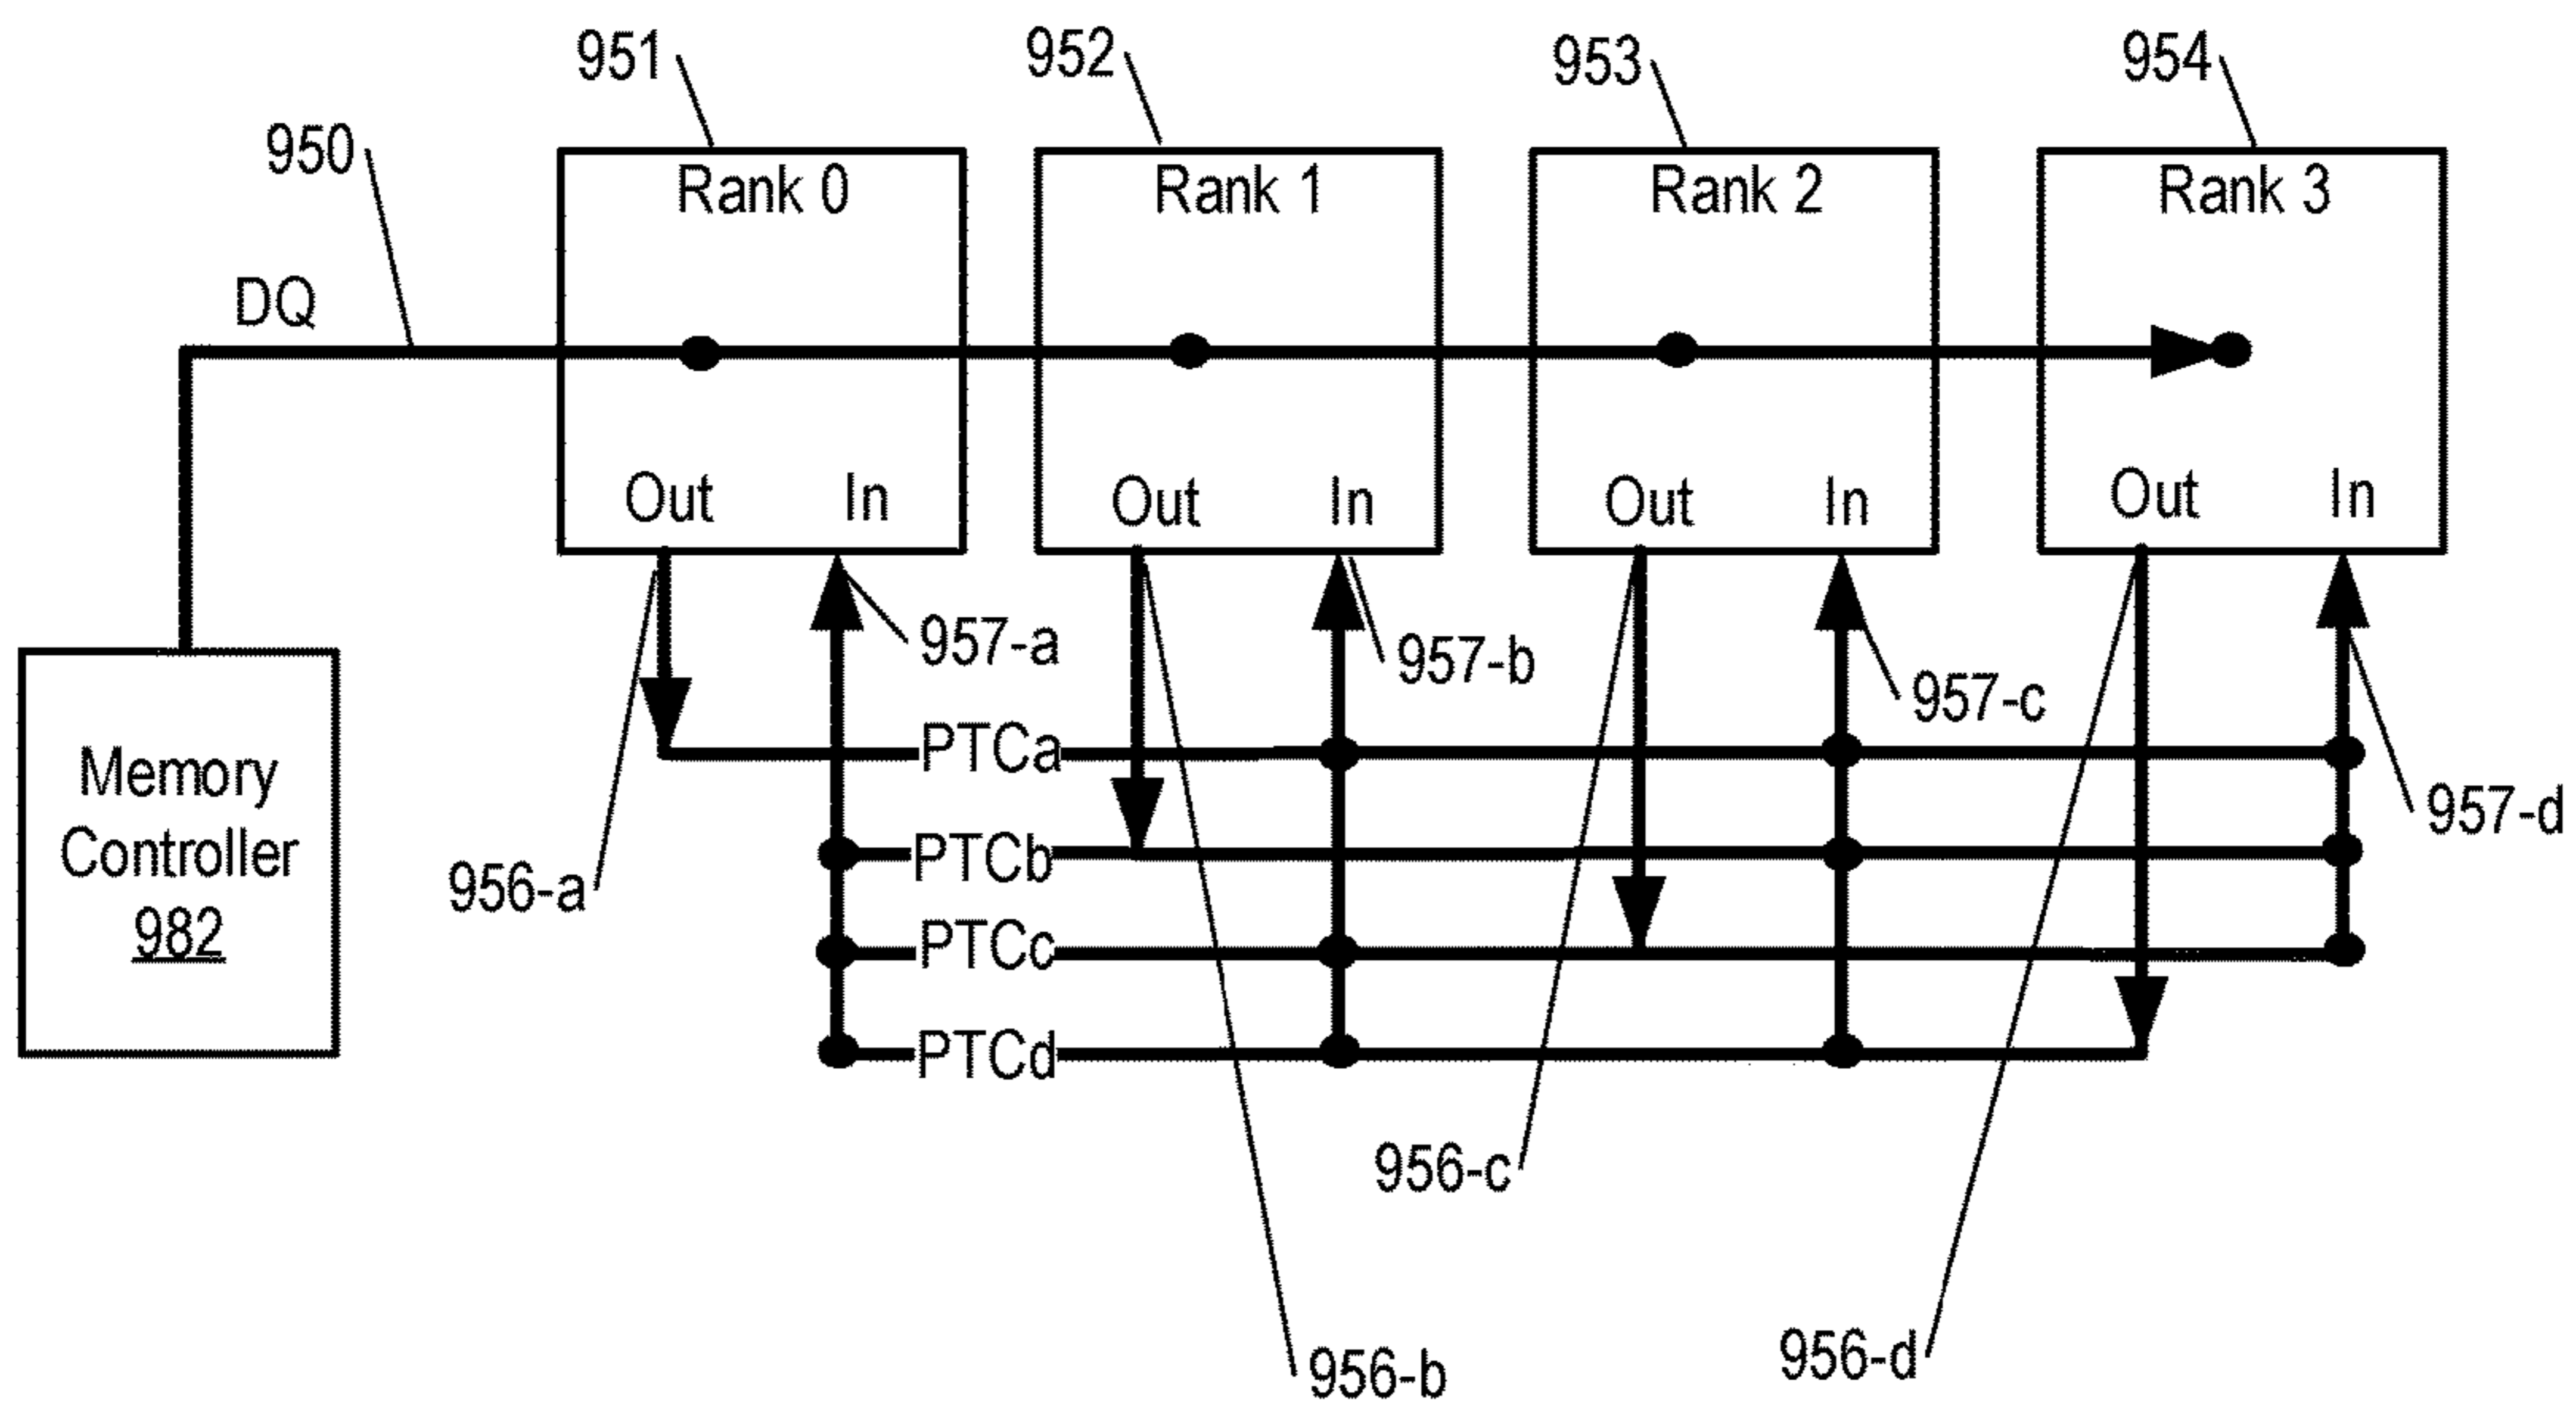 951
952
953
954
950
Rank 0
Rank 1
Rank 2
Rank 3
DQ
Out
In
Out
In
Out
In
Out
In
957-a
957-b
957-c
957-d
Memory
Controller
982
PTCa
PTCb
PTCc
PTCd
956-a
956-c
956-b
956-d